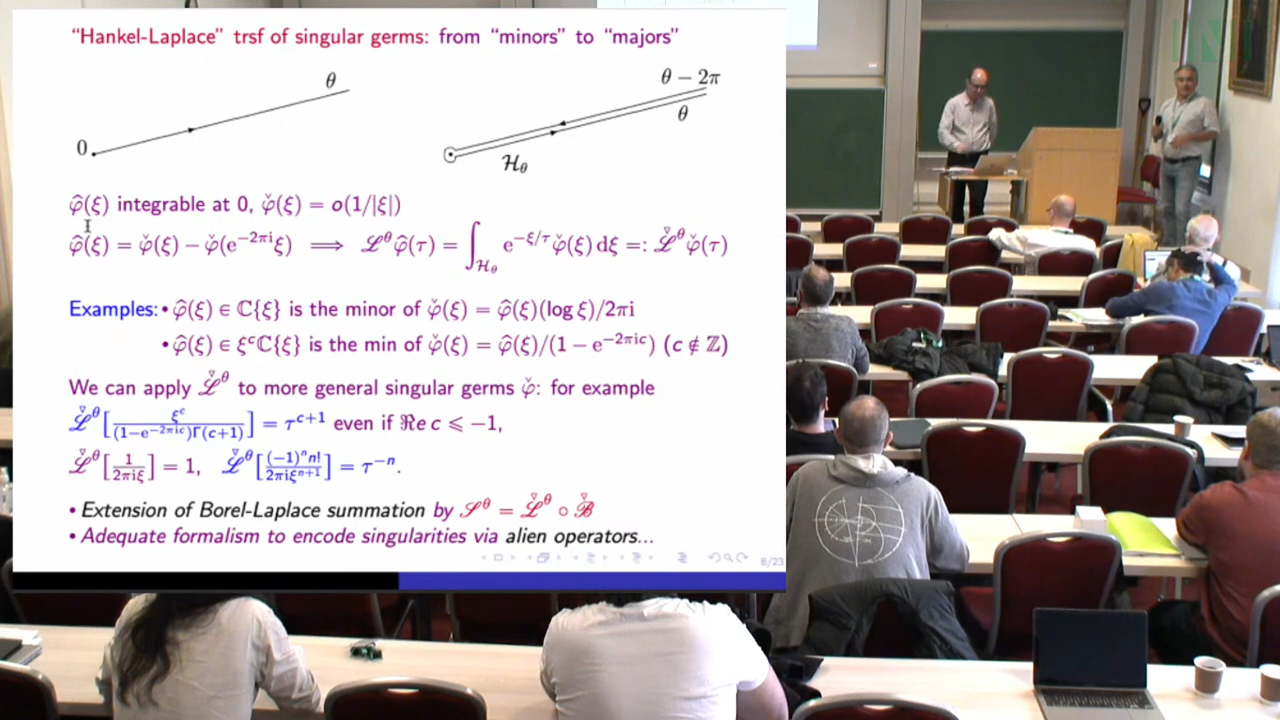 “Hankel-Laplace” trsf of singular germs: from “minors” to “majors”
θ
θ − 2π
θ
0
ℋ_θ
φ̂(ξ) integrable at 0, φ̌(ξ) = o(1/|ξ|)
φ̂(ξ) = φ̌(ξ) − φ̌(e^{−2πi}ξ) ⟹ ℒ^θ φ̂(τ) = ∫_{ℋ_θ} e^{−ξ/τ} φ̌(ξ) dξ =: ℒ̌^θ φ̌(τ)
Examples: • φ̂(ξ) ∈ ℂ{ξ} is the minor of φ̌(ξ) = φ̂(ξ)(log ξ)/2πi
• φ̂(ξ) ∈ ξ^c ℂ{ξ} is the min of φ̌(ξ) = φ̂(ξ)/(1 − e^{−2πic}) (c ∉ ℤ)
We can apply ℒ̌^θ to more general singular germs φ̌: for example
ℒ̌^θ[ξ^c/((1−e^{−2πic})Γ(c+1))] = τ^{c+1} even if ℜe c ⩽ −1,
ℒ̌^θ[1/(2πiξ)] = 1, ℒ̌^θ[(−1)^n n!/(2πiξ^{n+1})] = τ^{−n}.
• Extension of Borel-Laplace summation by 𝒮^θ = ℒ̌^θ ∘ ℬ̌
• Adequate formalism to encode singularities via alien operators...
8/23